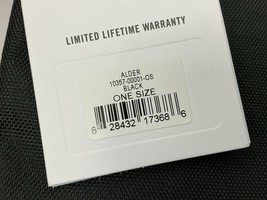 LIMITED LIFETIME WARRANTY
ALDER
10357-00001-OS
BLACK
ONE SIZE
8 28432 17368 6